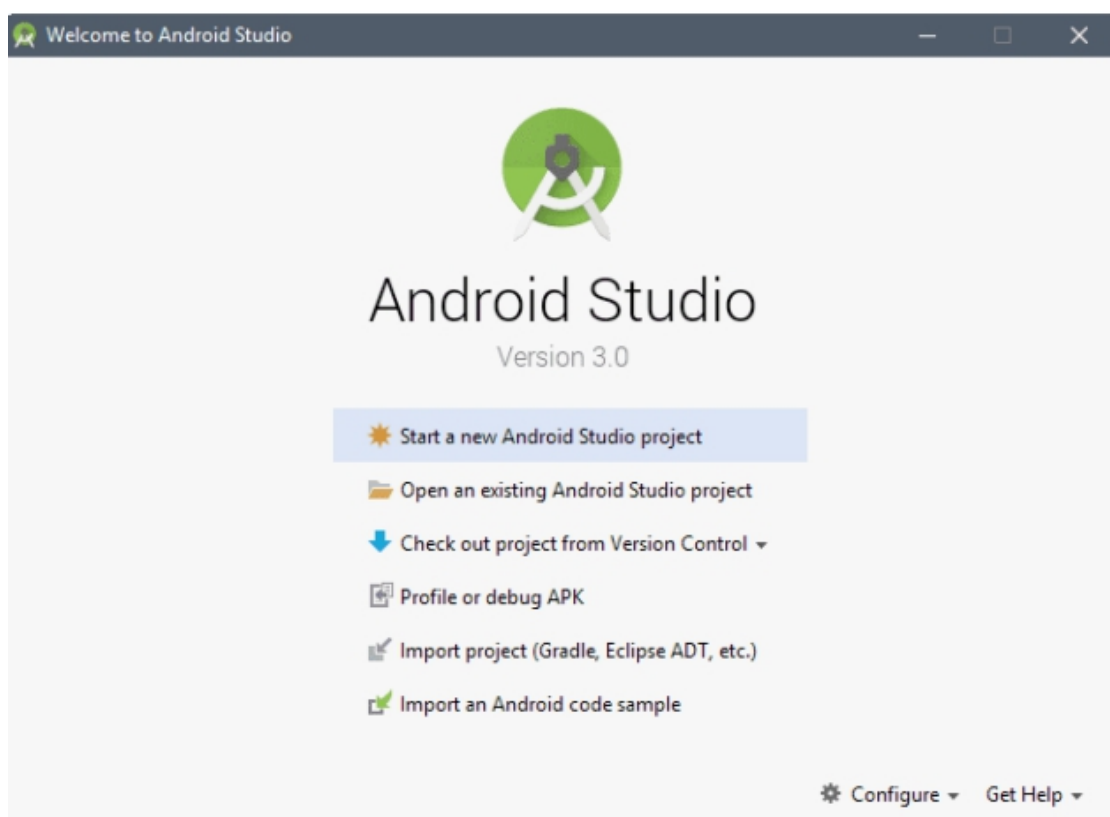 Welcome to Android Studio
Android Studio
Version 3.0
Start a new Android Studio project
Open an existing Android Studio project
Check out project from Version Control
Profile or debug APK
Import project (Gradle, Eclipse ADT, etc.)
Import an Android code sample
Configure Get Help